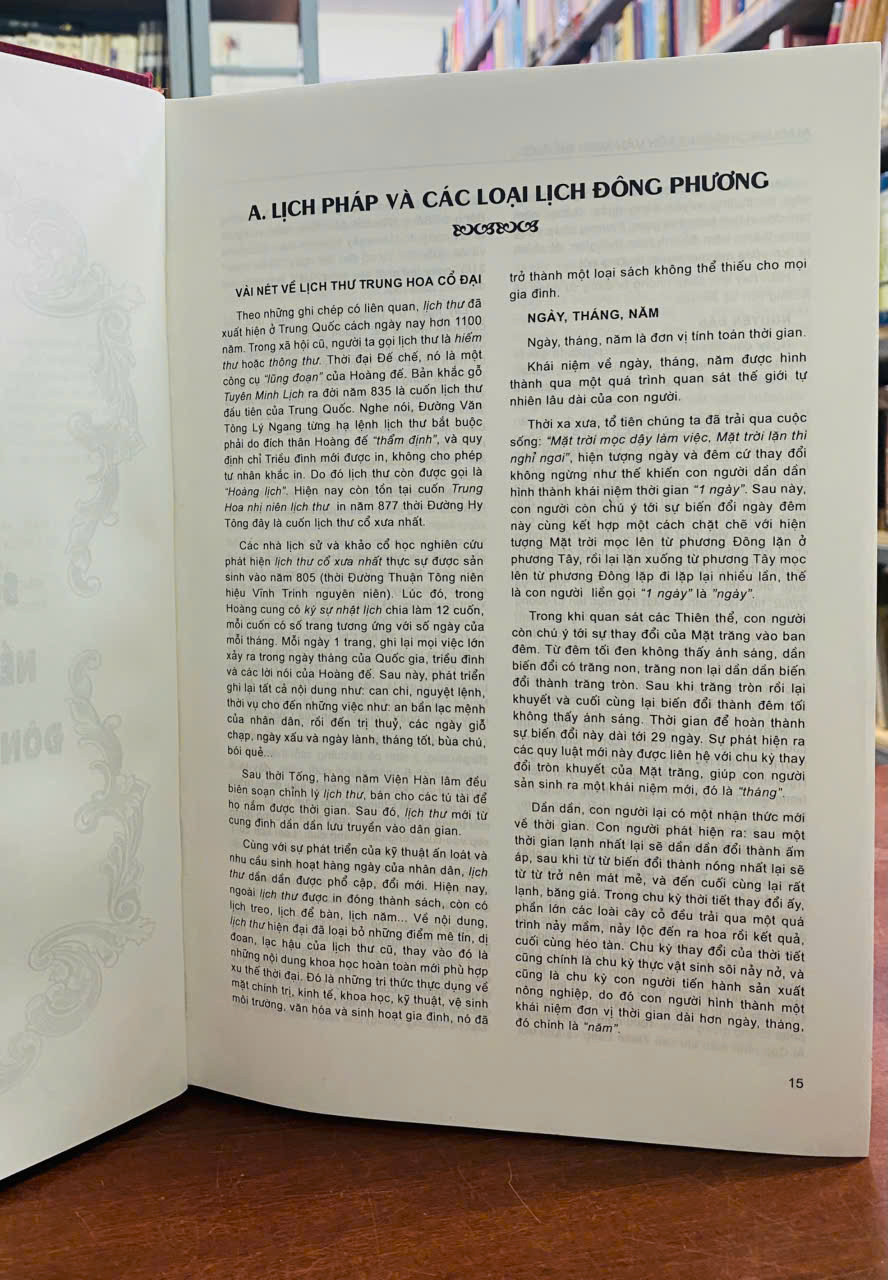 A. LỊCH PHÁP VÀ CÁC LOẠI LỊCH ĐÔNG PHƯƠNG
VÀI NÉT VỀ LỊCH THƯ TRUNG HOA CỔ ĐẠI
Theo những ghi chép có liên quan, lịch thư đã
xuất hiện ở Trung Quốc cách ngày nay hơn 1100
năm. Trong xã hội cũ, người ta gọi lịch thư là hiếm
thư hoặc thông thư. Thời đại Đế chế, nó là một
công cụ “lũng đoạn” của Hoàng đế. Bản khắc gỗ
Tuyên Minh Lịch ra đời năm 835 là cuốn lịch thư
đầu tiên của Trung Quốc. Nghe nói, Đường Văn
Tông Lý Ngang từng hạ lệnh lịch thư bắt buộc
phải do đích thân Hoàng đế “thẩm định”, và quy
định chỉ Triều đình mới được in, không cho phép
tư nhân khắc in. Do đó lịch thư còn được gọi là
“Hoàng lịch”. Hiện nay còn tồn tại cuốn Trung
Hoa nhị niên lịch thư in năm 877 thời Đường Hy
Tông đây là cuốn lịch thư cổ xưa nhất.
Các nhà lịch sử và khảo cổ học nghiên cứu
phát hiện lịch thư cổ xưa nhất thực sự được sản
sinh vào năm 805 (thời Đường Thuận Tông niên
hiệu Vĩnh Trinh nguyên niên). Lúc đó, trong
Hoàng cung có ký sự nhật lịch chia làm 12 cuốn,
mỗi cuốn có số trang tương ứng với số ngày của
mỗi tháng. Mỗi ngày 1 trang, ghi lại mọi việc lớn
xảy ra trong ngày tháng của Quốc gia, triều đình
và các lời nói của Hoàng đế. Sau này, phát triển
ghi lại tất cả nội dung như: can chi, nguyệt lệnh,
thời vụ cho đến những việc như: an bần lạc mệnh
của nhân dân, rồi đến trị thuỷ, các ngày giỗ
chạp, ngày xấu và ngày lành, tháng tốt, bùa chú,
bói quẻ...
Sau thời Tống, hàng năm Viện Hàn lâm đều
biên soạn chỉnh lý lịch thư, bán cho các tú tài để
họ nắm được thời gian. Sau đó, lịch thư mới từ
cung đình dần dần lưu truyền vào dân gian.
Cùng với sự phát triển của kỹ thuật ấn loát và
nhu cầu sinh hoạt hàng ngày của nhân dân, lịch
thư dần dần được phổ cập, đổi mới. Hiện nay,
ngoài lịch thư được in đóng thành sách, còn có
lịch treo, lịch để bàn, lịch năm... Về nội dung,
lịch thư hiện đại đã loại bỏ những điểm mê tín, dị
đoan, lạc hậu của lịch thư cũ, thay vào đó là
những nội dung khoa học hoàn toàn mới phù hợp
xu thế thời đại. Đó là những tri thức thực dụng về
mặt chính trị, kinh tế, khoa học, kỹ thuật, vệ sinh
môi trường, văn hóa và sinh hoạt gia đình, nó đã
trở thành một loại sách không thể thiếu cho mọi
gia đình.
NGÀY, THÁNG, NĂM
Ngày, tháng, năm là đơn vị tính toán thời gian.
Khái niệm về ngày, tháng, năm được hình
thành qua một quá trình quan sát thế giới tự
nhiên lâu dài của con người.
Thời xa xưa, tổ tiên chúng ta đã trải qua cuộc
sống: “Mặt trời mọc dậy làm việc, Mặt trời lặn thì
nghỉ ngơi”, hiện tượng ngày và đêm cứ thay đổi
không ngừng như thế khiến con người dần dần
hình thành khái niệm thời gian “1 ngày”. Sau này,
con người còn chú ý tới sự biến đổi ngày đêm
này cùng kết hợp một cách chặt chẽ với hiện
tượng Mặt trời mọc lên từ phương Đông lặn ở
phương Tây, rồi lại lặn xuống từ phương Tây mọc
lên từ phương Đông lặp đi lặp lại nhiều lần, thế
là con người liền gọi “1 ngày” là “ngày”.
Trong khi quan sát các Thiên thể, con người
còn chú ý tới sự thay đổi của Mặt trăng vào ban
đêm. Từ đêm tối đen không thấy ánh sáng, dần
biến đổi có trăng non, trăng non lại dần dần biến
đổi thành trăng tròn. Sau khi trăng tròn rồi lại
khuyết và cuối cùng lại biến đổi thành đêm tối
không thấy ánh sáng. Thời gian để hoàn thành
sự biến đổi này dài tới 29 ngày. Sự phát hiện ra
các quy luật mới này được liên hệ với chu kỳ thay
đổi tròn khuyết của Mặt trăng, giúp con người
sản sinh ra một khái niệm mới, đó là “tháng”.
Dần dần, con người lại có một nhận thức mới
về thời gian. Con người phát hiện ra: sau một
thời gian lạnh nhất lại sẽ dần dần đổi thành ấm
áp, sau khi từ từ biến đổi thành nóng nhất lại sẽ
từ từ trở nên mát mẻ, và đến cuối cùng lại rất
lạnh, băng giá. Trong chu kỳ thời tiết thay đổi ấy,
phần lớn các loài cây cỏ đều trải qua một quá
trình nảy mầm, nảy lộc đến ra hoa rồi kết quả,
cuối cùng héo tàn. Chu kỳ thay đổi của thời tiết
cũng chính là chu kỳ thực vật sinh sôi nảy nở, và
cũng là chu kỳ con người tiến hành sản xuất
nông nghiệp, do đó con người hình thành một
khái niệm đơn vị thời gian dài hơn ngày, tháng,
đó chính là “năm”.
15